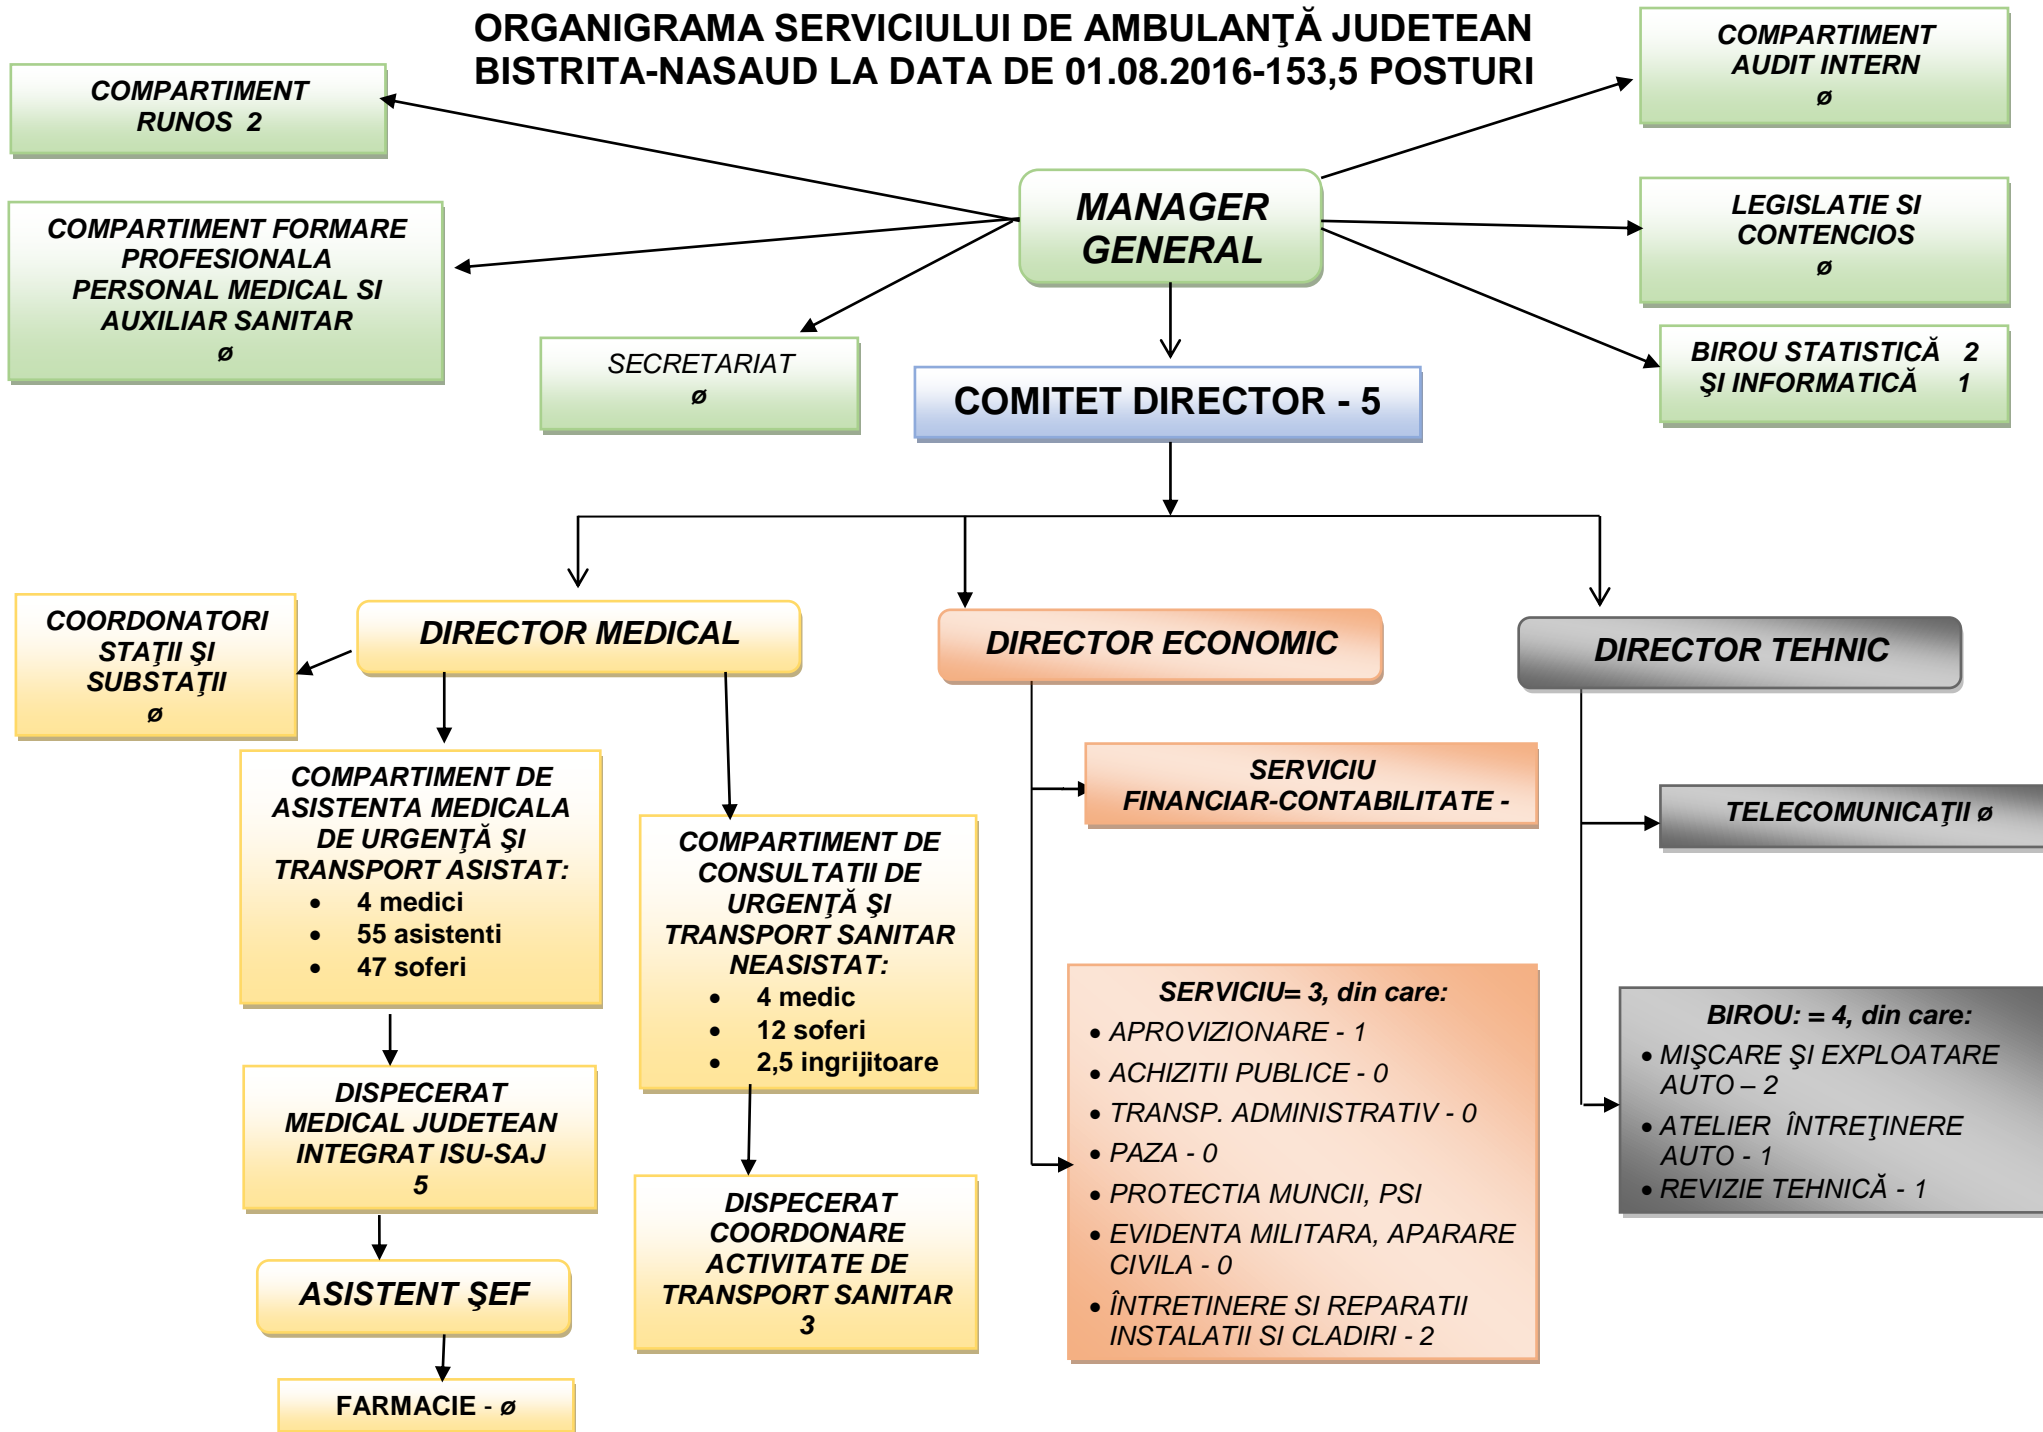 ORGANIGRAMA SERVICIULUI DE AMBULANŢĂ JUDETEAN
BISTRITA-NASAUD LA DATA DE 01.08.2016-153,5 POSTURI
COMPARTIMENT
RUNOS 2
COMPARTIMENT
AUDIT INTERN
ø
MANAGER
GENERAL
COMPARTIMENT FORMARE
PROFESIONALA
PERSONAL MEDICAL SI
AUXILIAR SANITAR
ø
LEGISLATIE SI
CONTENCIOS
ø
SECRETARIAT
ø
BIROU STATISTICĂ 2
ŞI INFORMATICĂ 1
COMITET DIRECTOR - 5
COORDONATORI
STAŢII ŞI
SUBSTAŢII
ø
DIRECTOR MEDICAL
DIRECTOR ECONOMIC
DIRECTOR TEHNIC
COMPARTIMENT DE
ASISTENTA MEDICALA
DE URGENŢĂ ŞI
TRANSPORT ASISTAT:
• 4 medici
• 55 asistenti
• 47 soferi
COMPARTIMENT DE
CONSULTATII DE
URGENŢĂ ŞI
TRANSPORT SANITAR
NEASISTAT:
• 4 medic
• 12 soferi
• 2,5 ingrijitoare
SERVICIU
FINANCIAR-CONTABILITATE -
TELECOMUNICAŢII ø
DISPECERAT
MEDICAL JUDETEAN
INTEGRAT ISU-SAJ
5
DISPECERAT
COORDONARE
ACTIVITATE DE
TRANSPORT SANITAR
3
SERVICIU= 3, din care:
• APROVIZIONARE - 1
• ACHIZITII PUBLICE - 0
• TRANSP. ADMINISTRATIV - 0
• PAZA - 0
• PROTECTIA MUNCII, PSI
• EVIDENTA MILITARA, APARARE
CIVILA - 0
• ÎNTRETINERE SI REPARATII
INSTALATII SI CLADIRI - 2
BIROU: = 4, din care:
• MIŞCARE ŞI EXPLOATARE
AUTO – 2
• ATELIER ÎNTREŢINERE
AUTO - 1
• REVIZIE TEHNICĂ - 1
ASISTENT ŞEF
FARMACIE - ø